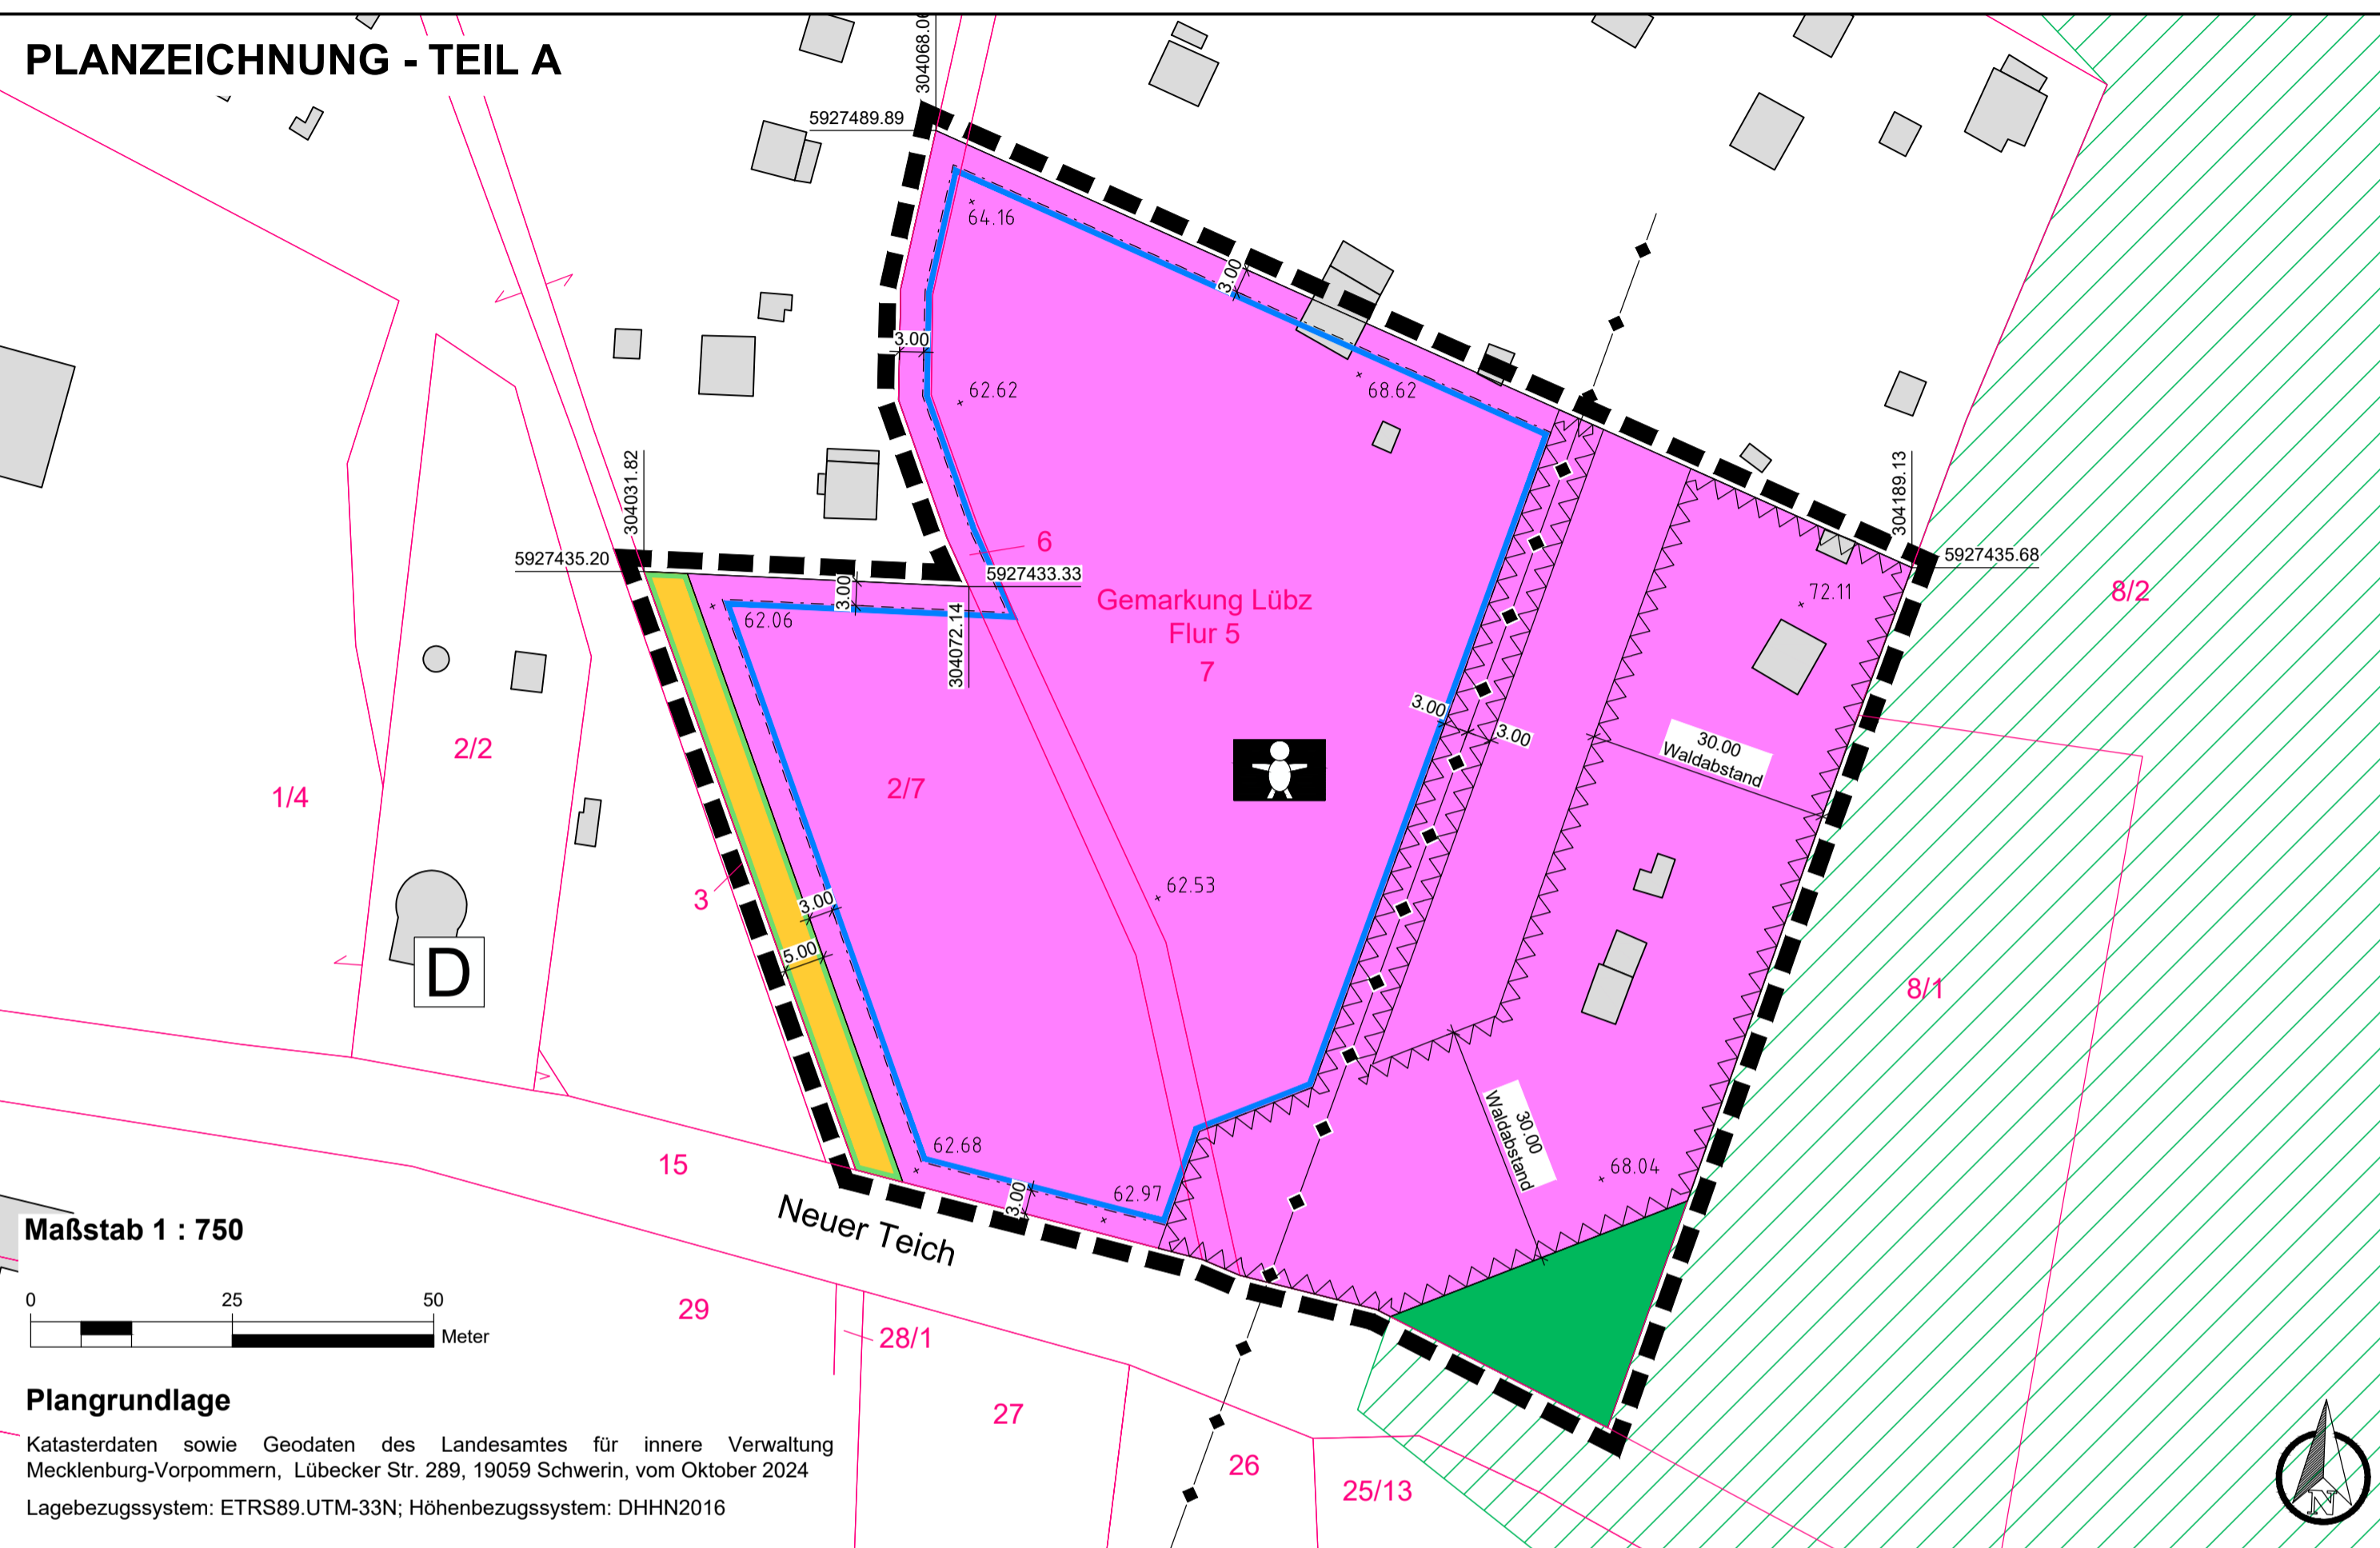 PLANZEICHNUNG - TEIL A
5927489.89
64.16
3.00
3.00
62.62
68.62
304031.82
304189.13
5927435.20
6
5927433.33
5927435.68
3.00
62.06
304072.14
Gemarkung Lübz
Flur 5
7
72.11
8/2
3.00
3.00
30.00
Waldabstand
2/2
2/7
1/4
3
3.00
62.53
5.00
D
8/1
30.00
Waldabstand
62.68
15
68.04
62.97
3.00
Neuer Teich
Maßstab 1 : 750
0 25 50
Meter
29
28/1
27
26
25/13
Plangrundlage
Katasterdaten sowie Geodaten des Landesamtes für innere Verwaltung
Mecklenburg-Vorpommern, Lübecker Str. 289, 19059 Schwerin, vom Oktober 2024
Lagebezugssystem: ETRS89.UTM-33N; Höhenbezugssystem: DHHN2016
N